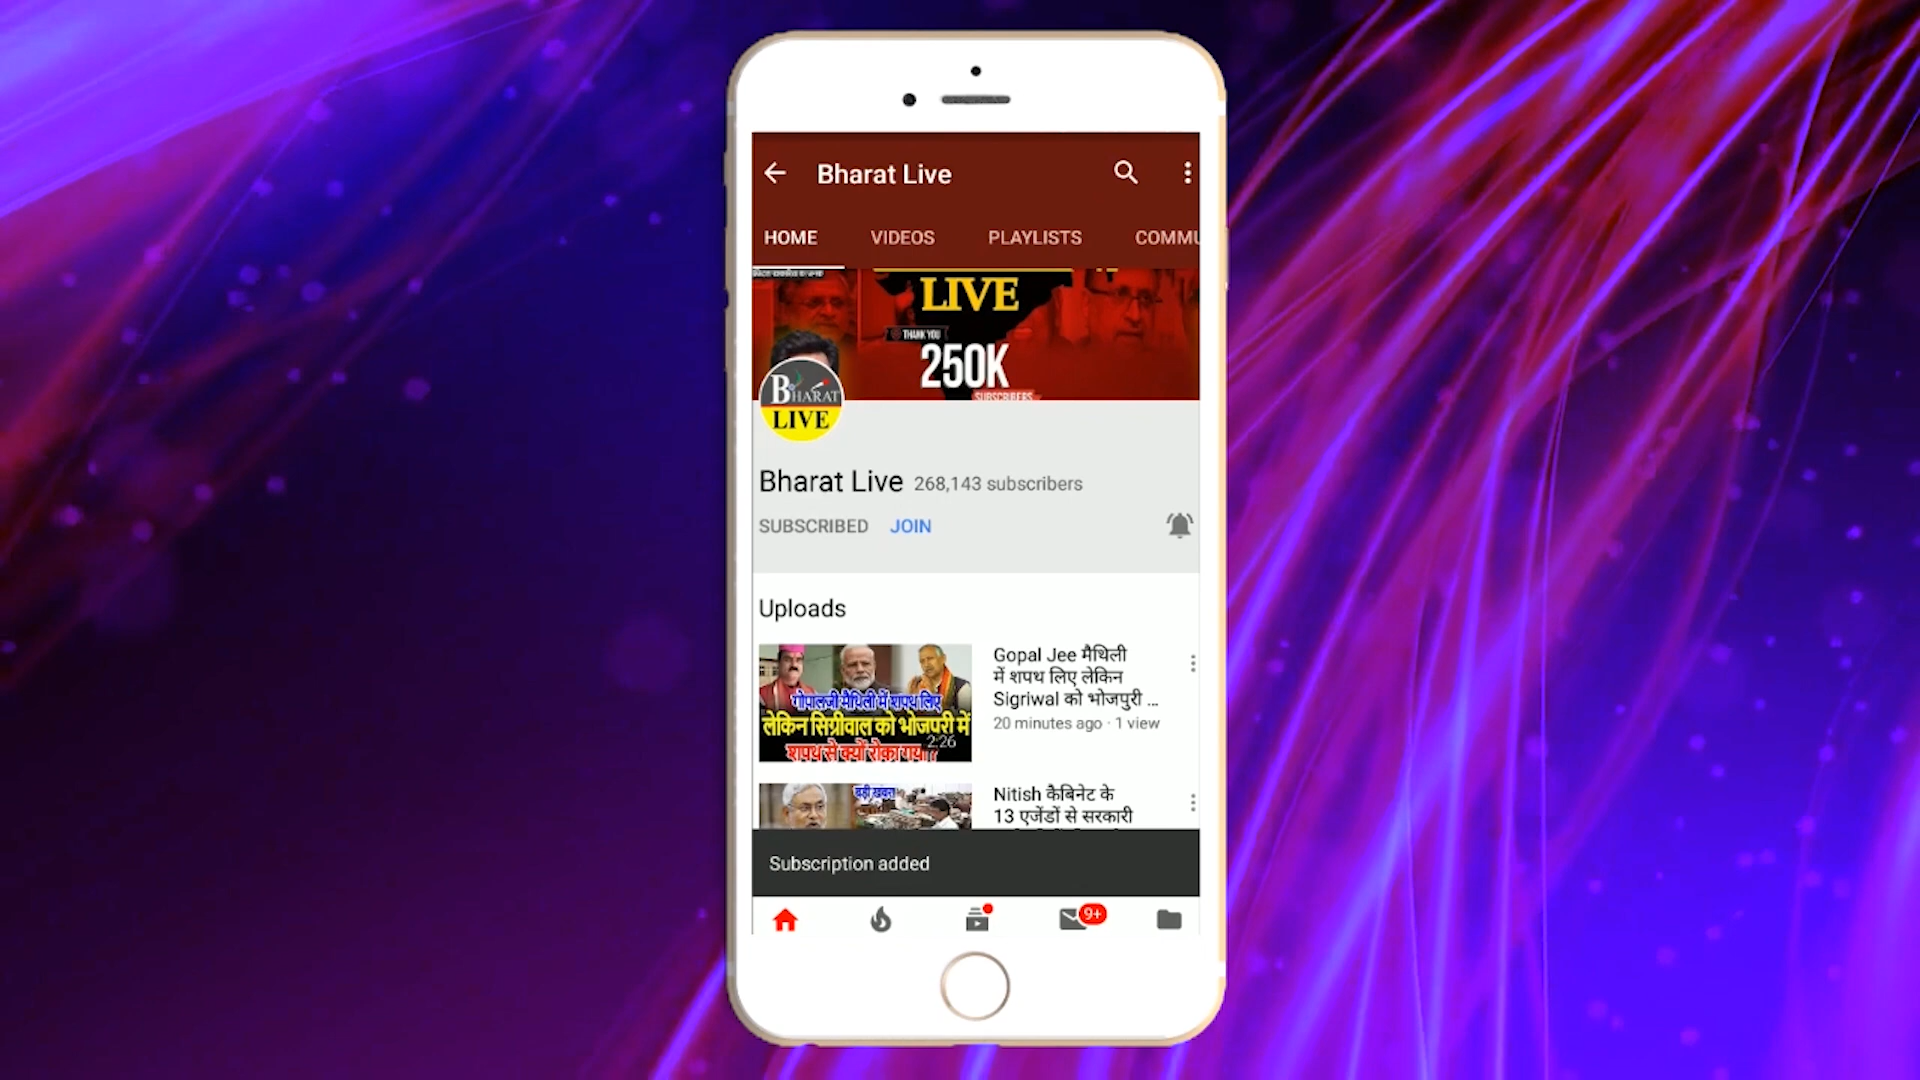 Bharat Live
HOME VIDEOS PLAYLISTS COMMU
LIVE
THANK YOU
250K
SUBSCRIBERS
BHARAT
LIVE
Bharat Live 268,143 subscribers
SUBSCRIBED JOIN
Uploads
गोपालजी मैथिली में शपथ लिए
लेकिन सिग्रीवाल को भोजपुरी में
शपथ से क्यों रोका गया..
2:26
Gopal Jee मैथिली
में शपथ लिए लेकिन
Sigriwal को भोजपुरी ...
20 minutes ago · 1 view
बड़ी खबर
Nitish कैबिनेट के
13 एजेंडों से सरकारी
Subscription added
9+